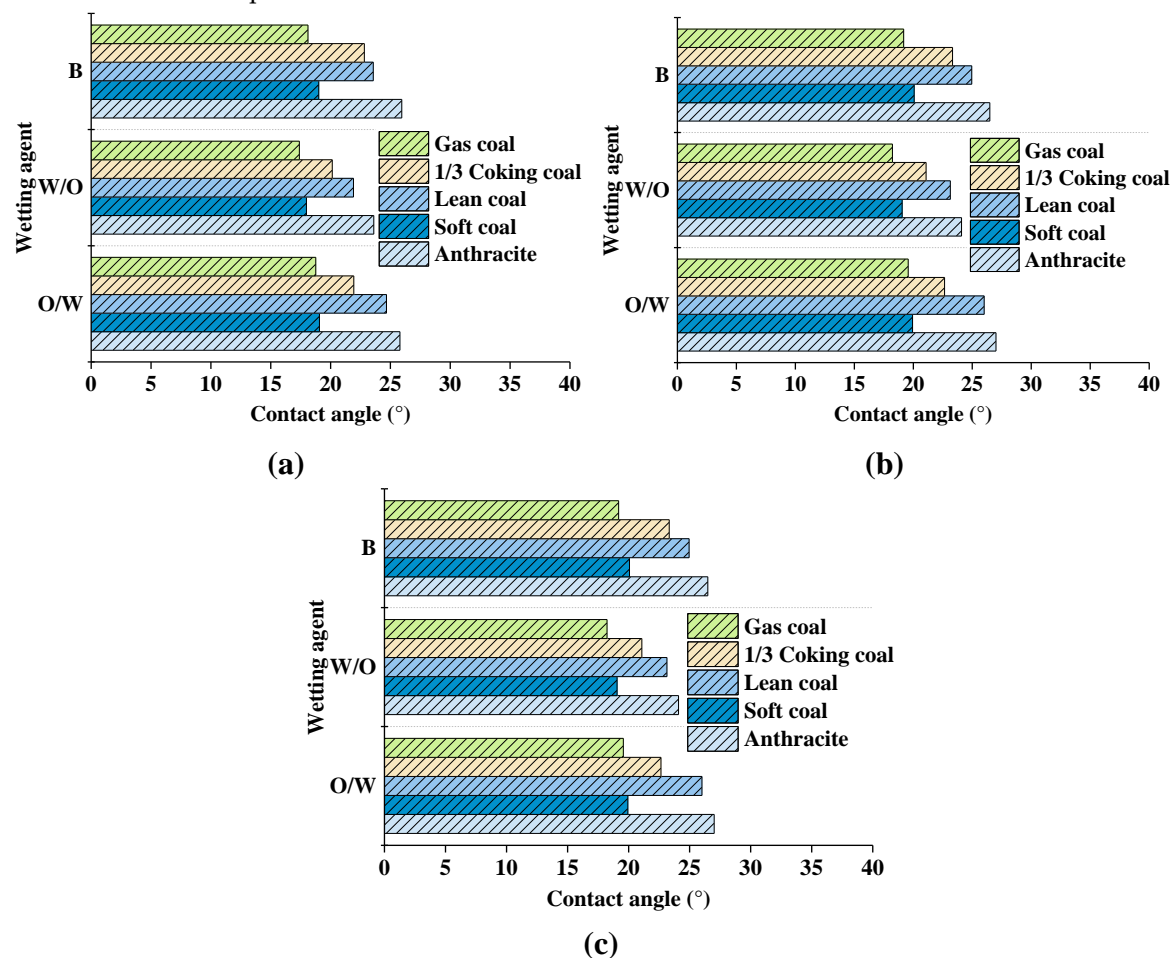 B
W/O
O/W
Wetting agent
Gas coal
1/3 Coking coal
Lean coal
Soft coal
Anthracite
0 5 10 15 20 25 30 35 40
Contact angle (°)
(a)
B
W/O
O/W
Wetting agent
Gas coal
1/3 Coking coal
Lean coal
Soft coal
Anthracite
0 5 10 15 20 25 30 35 40
Contact angle (°)
(b)
B
W/O
O/W
Wetting agent
Gas coal
1/3 Coking coal
Lean coal
Soft coal
Anthracite
0 5 10 15 20 25 30 35 40
Contact angle (°)
(c)